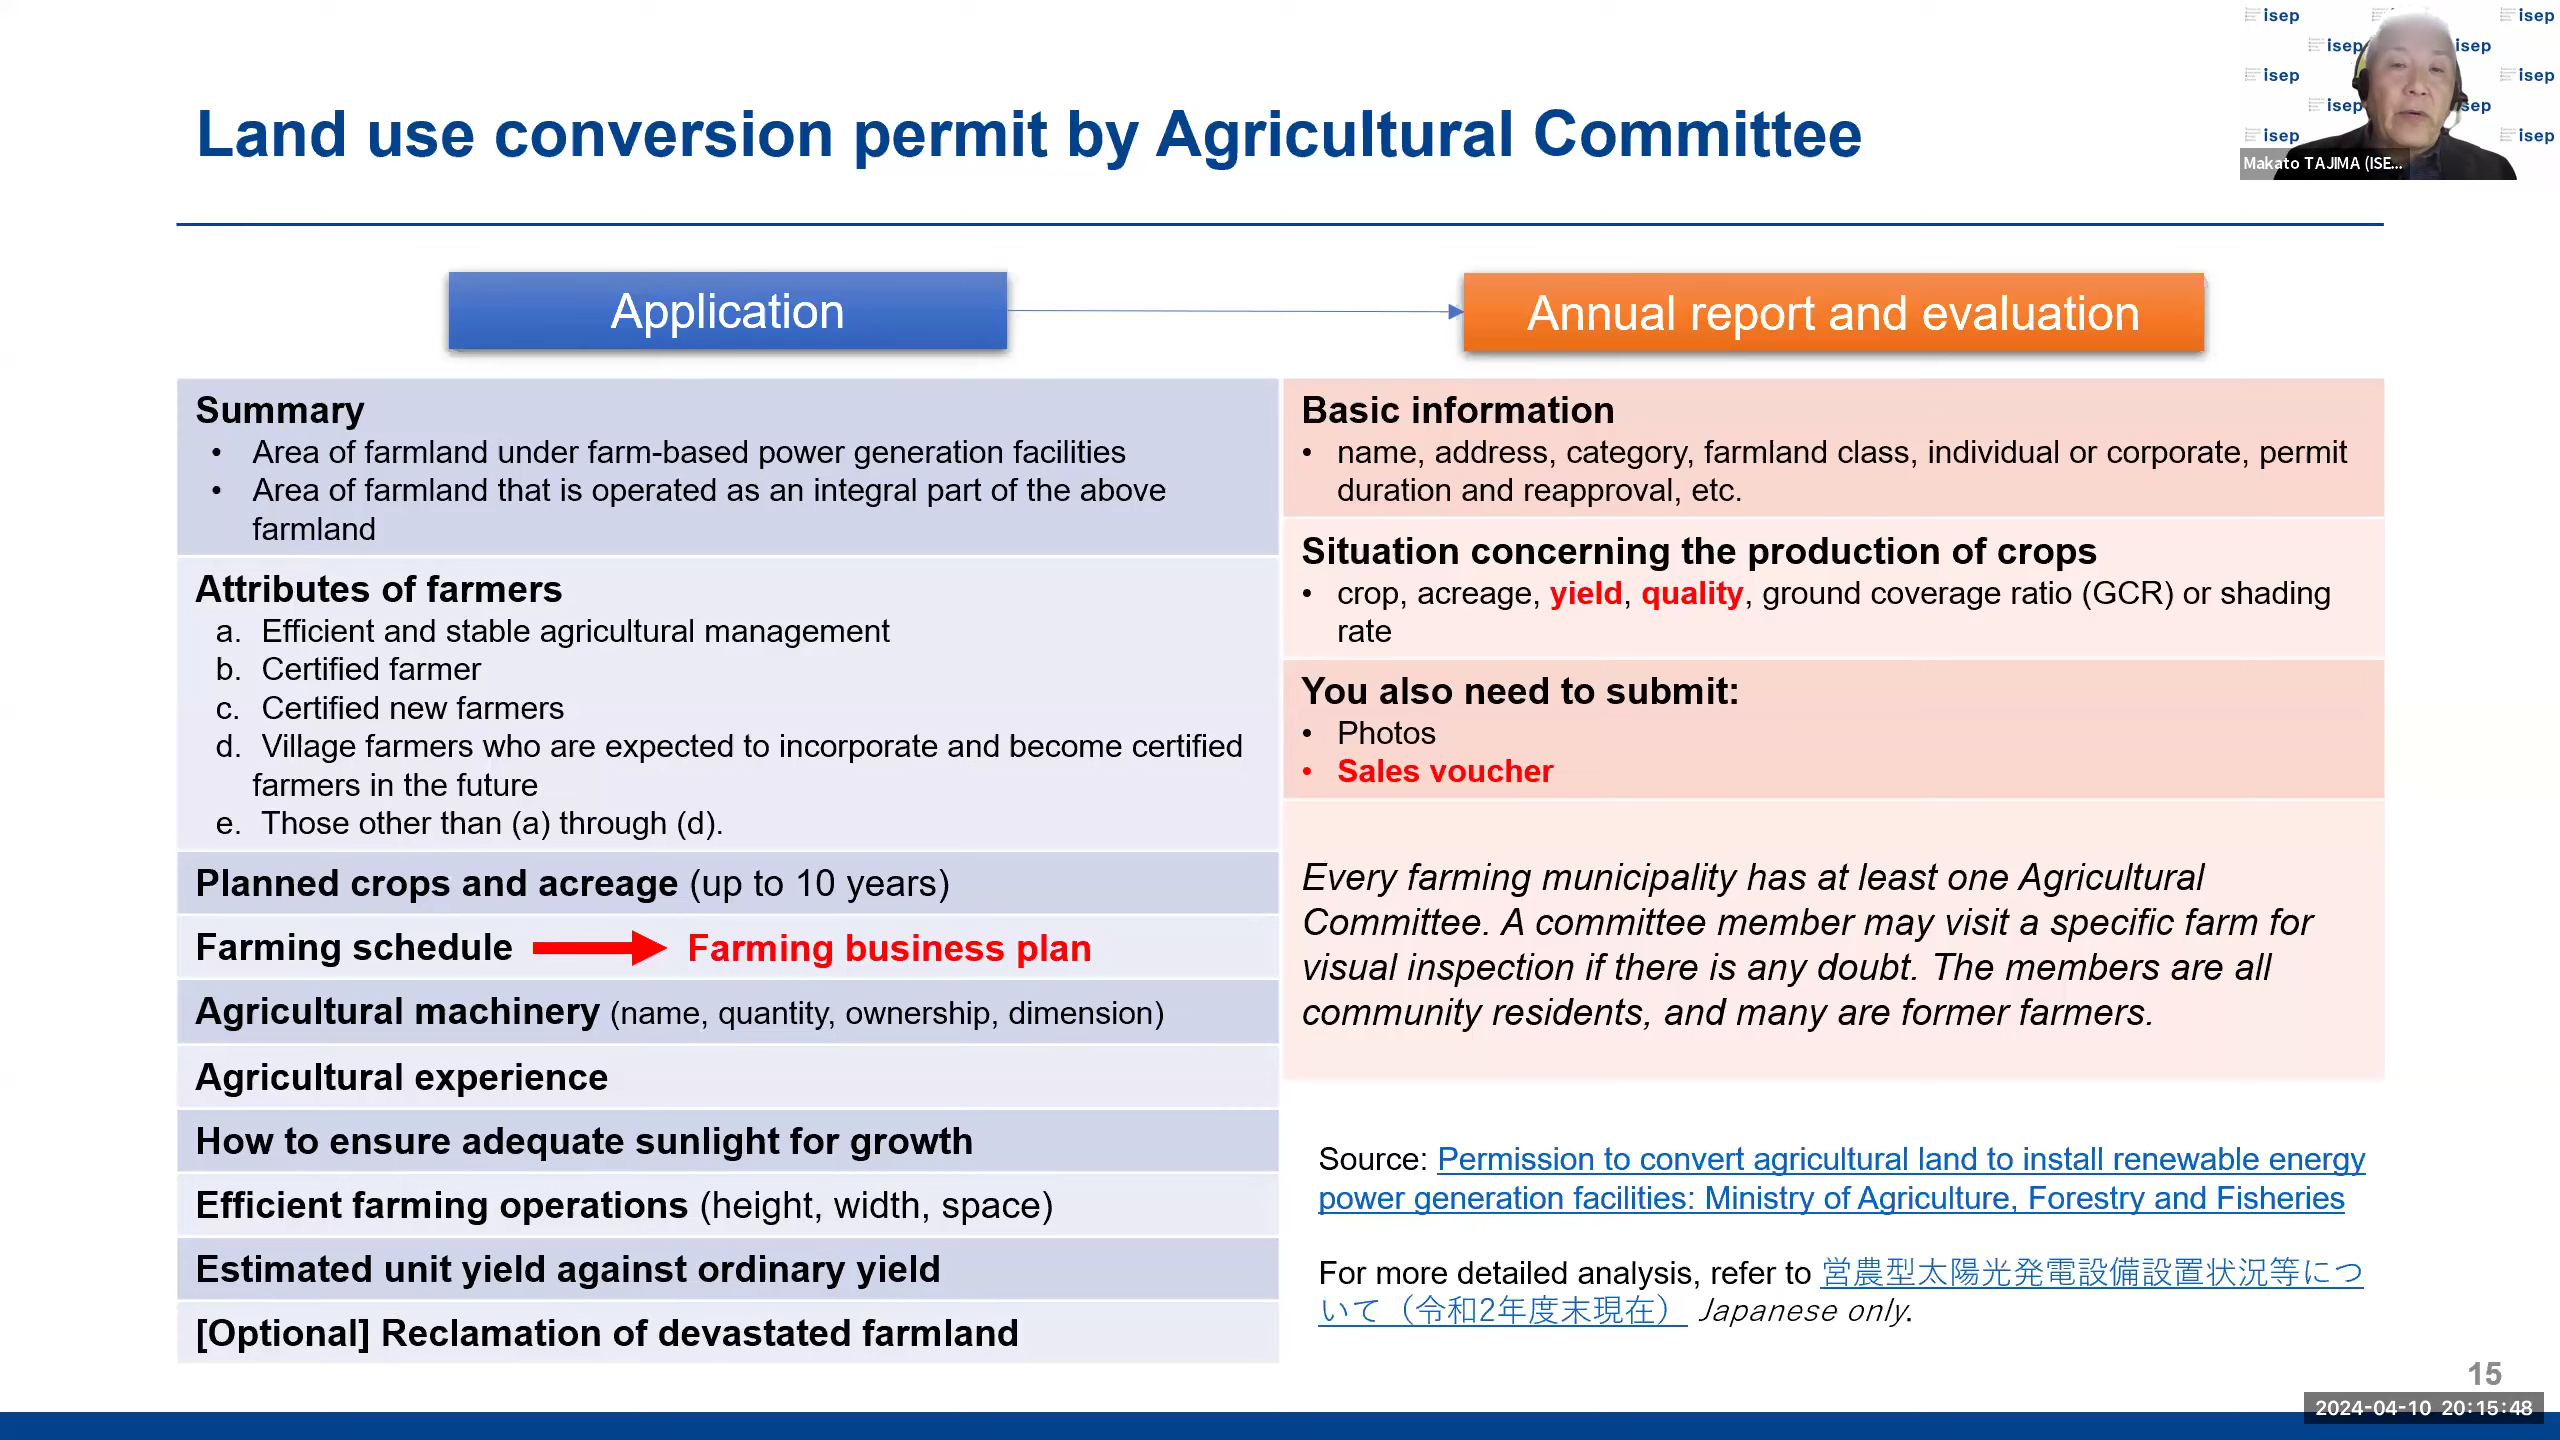 Land use conversion permit by Agricultural Committee
Application
Annual report and evaluation
Summary
• Area of farmland under farm-based power generation facilities
• Area of farmland that is operated as an integral part of the above
farmland
Attributes of farmers
a. Efficient and stable agricultural management
b. Certified farmer
c. Certified new farmers
d. Village farmers who are expected to incorporate and become certified
farmers in the future
e. Those other than (a) through (d).
Planned crops and acreage (up to 10 years)
Farming schedule Farming business plan
Agricultural machinery (name, quantity, ownership, dimension)
Agricultural experience
How to ensure adequate sunlight for growth
Efficient farming operations (height, width, space)
Estimated unit yield against ordinary yield
[Optional] Reclamation of devastated farmland
Basic information
• name, address, category, farmland class, individual or corporate, permit
duration and reapproval, etc.
Situation concerning the production of crops
• crop, acreage, yield, quality, ground coverage ratio (GCR) or shading
rate
You also need to submit:
• Photos
• Sales voucher
Every farming municipality has at least one Agricultural
Committee. A committee member may visit a specific farm for
visual inspection if there is any doubt. The members are all
community residents, and many are former farmers.
Source: Permission to convert agricultural land to install renewable energy
power generation facilities: Ministry of Agriculture, Forestry and Fisheries
For more detailed analysis, refer to 営農型太陽光発電設備設置状況等につ
いて（令和2年度末現在） Japanese only.
15
2024-04-10 20:15:48
isep isep
isep isep
isep isep
isep sep
isep isep
Makato TAJIMA (ISE...